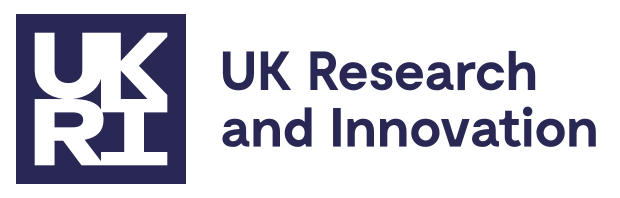 UK
RI
UK Research
and Innovation